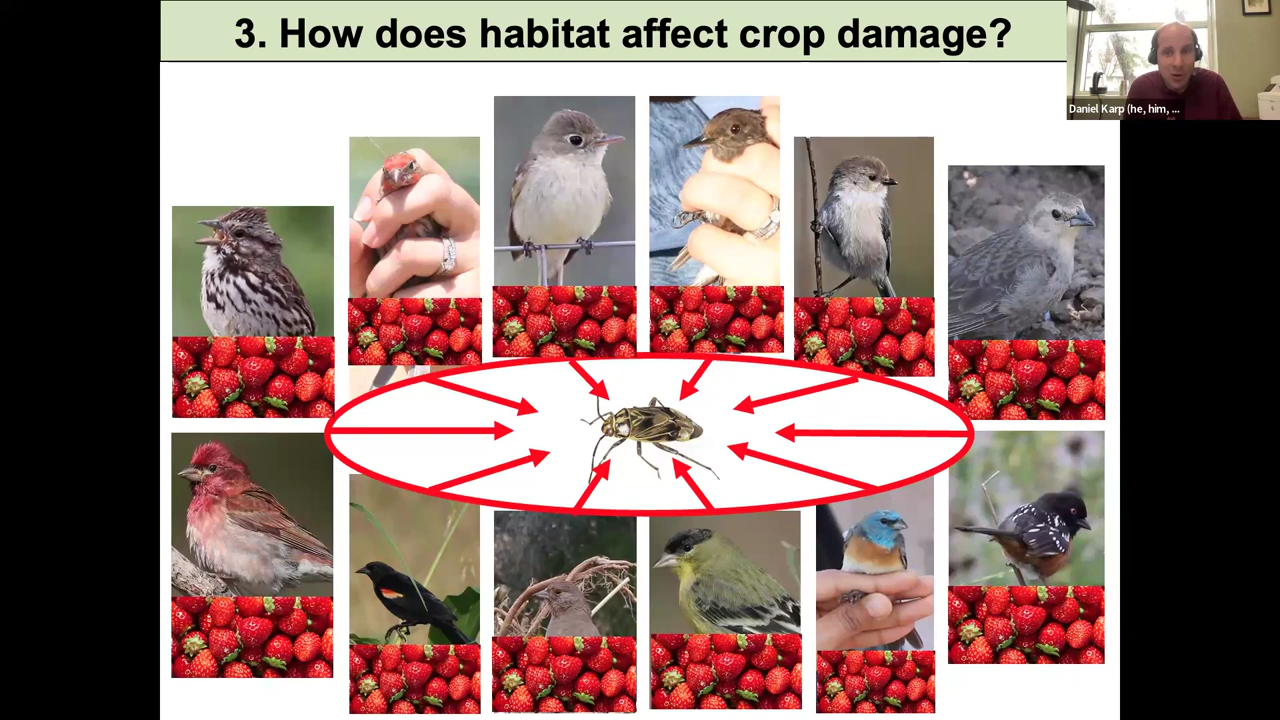 3. How does habitat affect crop damage?
Daniel Karp (he, him, ...